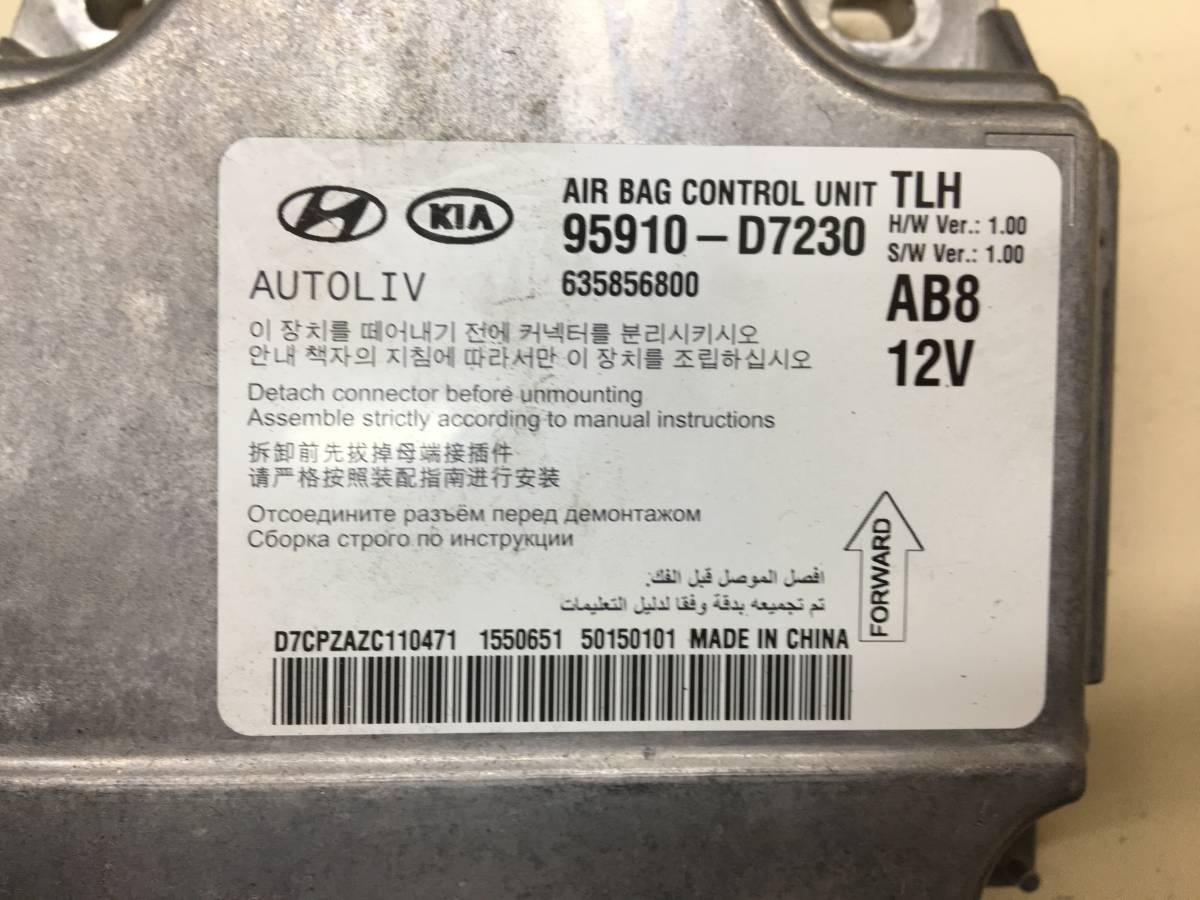 KIA
AIR BAG CONTROL UNIT TLH
95910-D7230
H/W Ver.: 1.00
S/W Ver.: 1.00
AUTOLIV
635856800
AB8
12V
이 장치를 떼어내기 전에 커넥터를 분리시키시오
안내 책자의 지침에 따라서만 이 장치를 조립하십시오
Detach connector before unmounting
Assemble strictly according to manual instructions
拆卸前先拔掉母端接插件
请严格按照装配指南进行安装
Отсоедините разъём перед демонтажом
Сборка строго по инструкции
افصل الموصل قبل الفك:
تم تجميعه بدقة وفقا لدليل التعليمات
FORWARD
D7CPZAZC110471 1550651 50150101 MADE IN CHINA